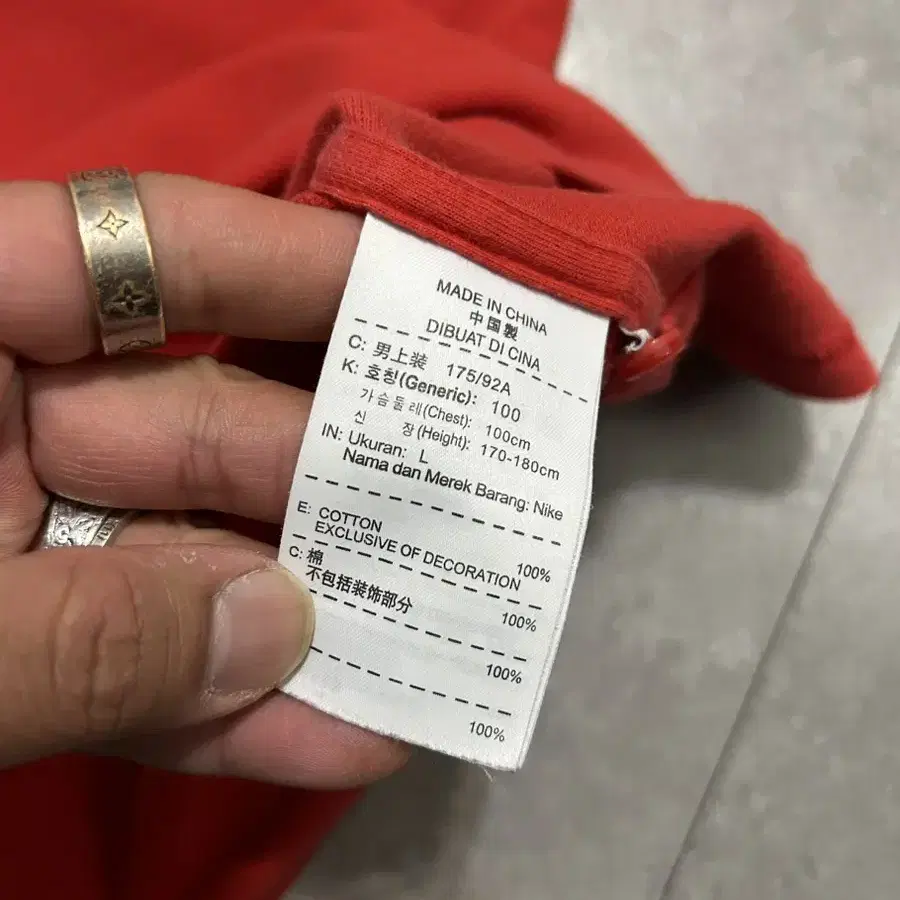 MADE IN CHINA
中国製
DIBUAT DI CINA
C: 男上装 175/92A
K: 호칭(Generic): 100
가슴둘레(Chest): 100cm
신 장(Height): 170-180cm
IN: Ukuran: L
Nama dan Merek Barang: Nike
E: COTTON 100%
EXCLUSIVE OF DECORATION
C: 棉 100%
不包括装饰部分
100%
100%